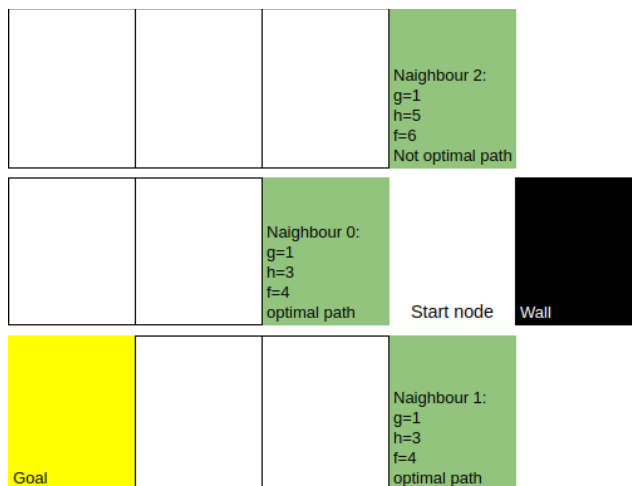 Naighbour 2:
g=1
h=5
f=6
Not optimal path
Naighbour 0:
g=1
h=3
f=4
optimal path
Start node
Wall
Goal
Naighbour 1:
g=1
h=3
f=4
optimal path